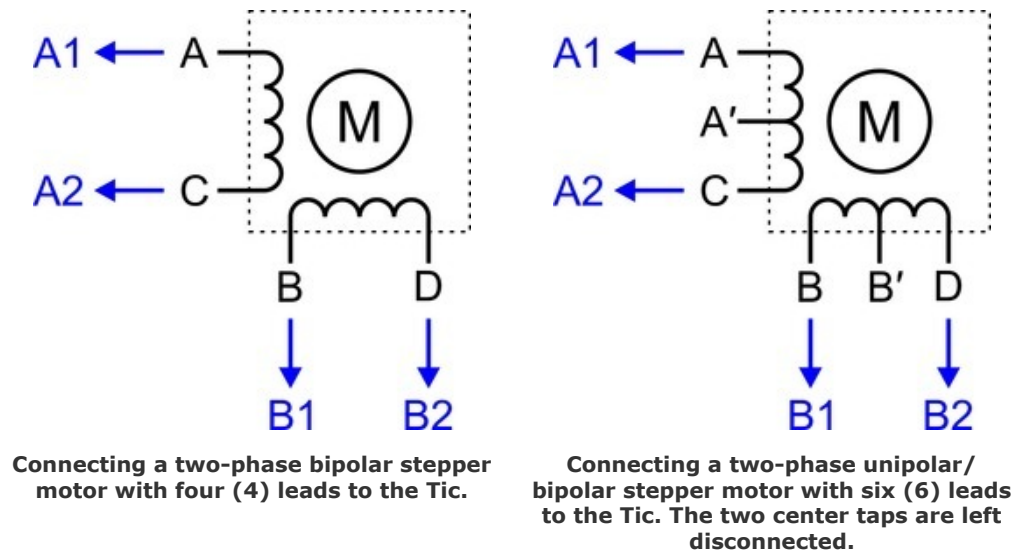 A1 A
M
A2 C
B D
B1 B2
Connecting a two-phase bipolar stepper
motor with four (4) leads to the Tic.
A1 A
A′
M
A2 C
B B′ D
B1 B2
Connecting a two-phase unipolar/
bipolar stepper motor with six (6) leads
to the Tic. The two center taps are left
disconnected.